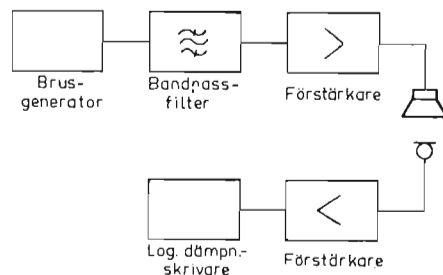 Brus-
generator
Bandpass-
filter
Förstärkare
Log. dämpn.-
skrivare
Förstärkare